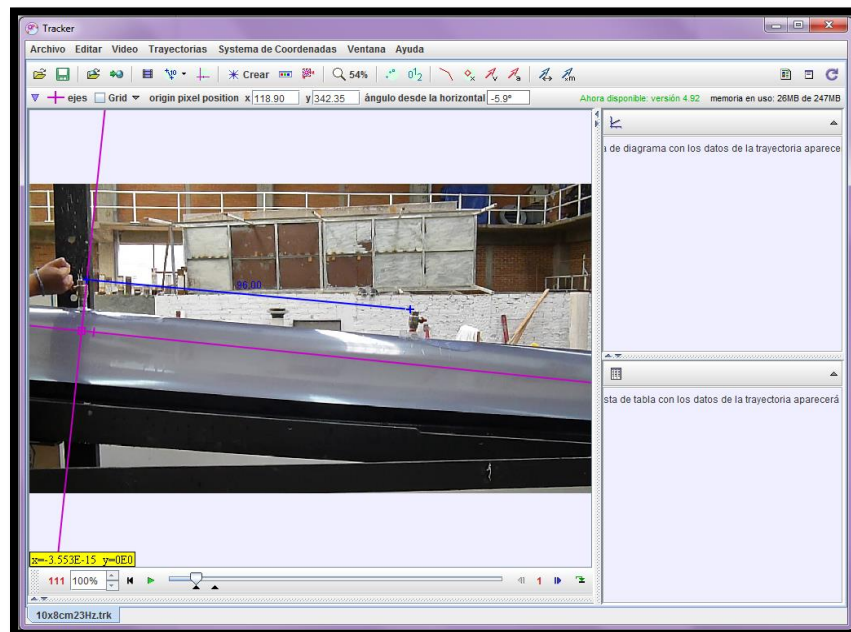 Tracker
Archivo Editar Video Trayectorias Systema de Coordenadas Ventana Ayuda
Crear 54%
ejes Grid origin pixel position x 118.90 y 342.35 ángulo desde la horizontal -5.9° Ahora disponible: versión 4.92 memoria en uso: 26MB de 247MB
a de diagrama con los datos de la trayectoria aparece
96.00
sta de tabla con los datos de la trayectoria aparecerá
x=-3.553E-15 y=0E0
111 100% 1
10x8cm23Hz.trk